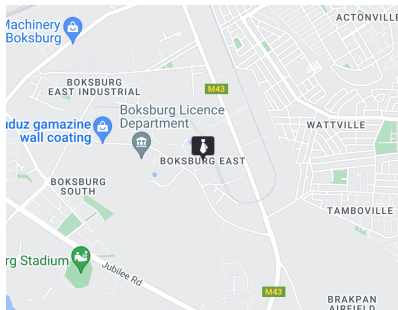 Machinery
Boksburg
ACTONVILLE
BOKSBURG
EAST INDUSTRIAL
M43
Boksburg Licence
Department
duz gamazine
wall coating
WATTVILLE
BOKSBURG EAST
BOKSBURG
SOUTH
TAMBOVILLE
rg Stadium
Jubilee Rd
M43
BRAKPAN
AIRFIELD